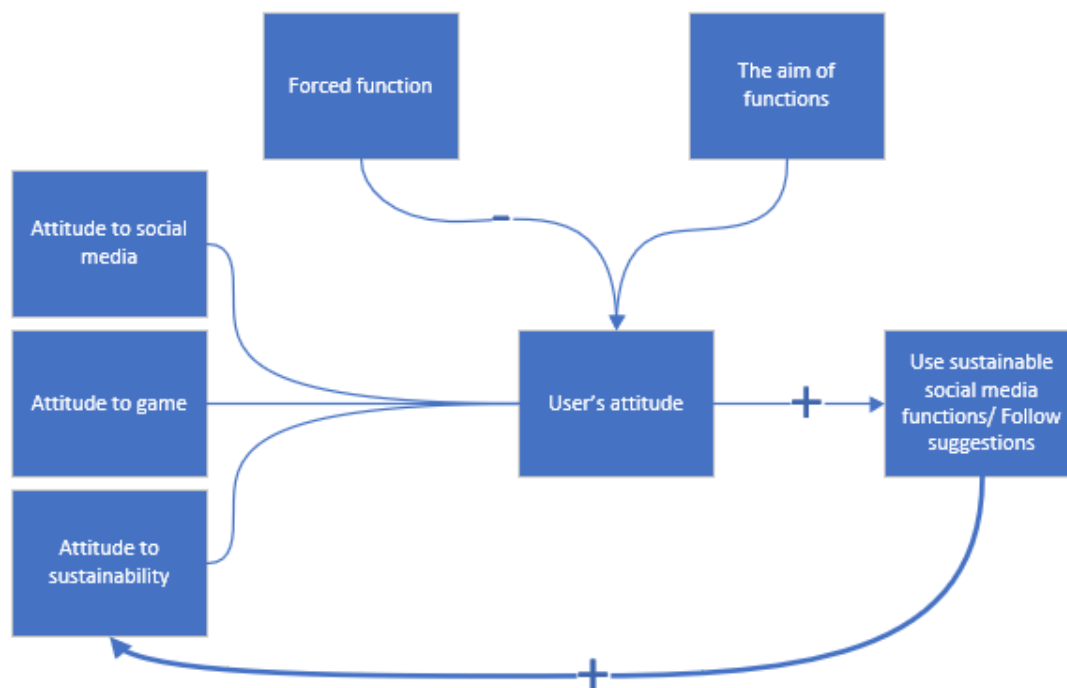 Forced function
The aim of
functions
Attitude to social
media
Attitude to game
User's attitude
Use sustainable
social media
functions/ Follow
suggestions
Attitude to
sustainability
-
+
+